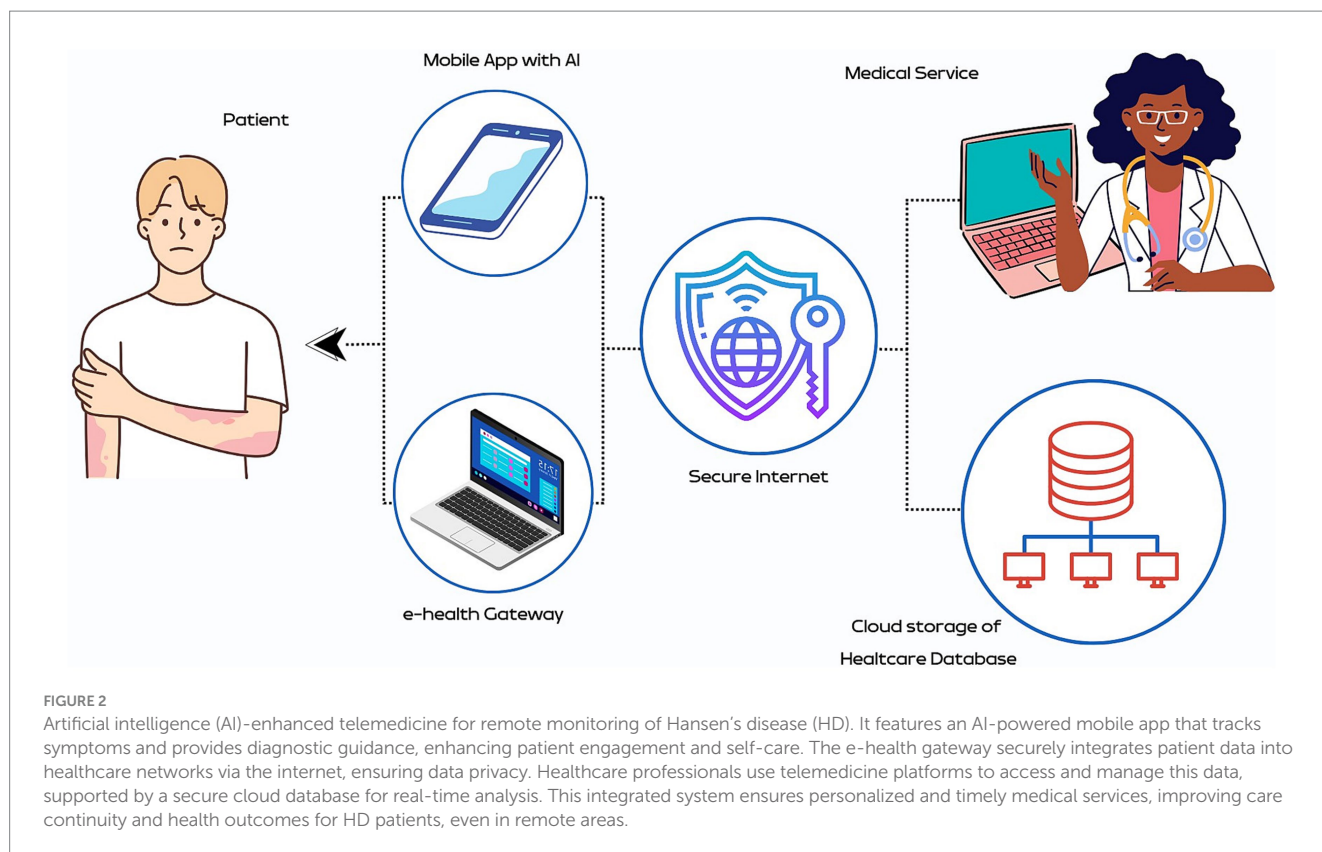 Mobile App with AI
Medical Service
Patient
Secure Internet
e-health Gateway
Cloud storage of
Healtcare Database
FIGURE 2
Artificial intelligence (AI)-enhanced telemedicine for remote monitoring of Hansen's disease (HD). It features an AI-powered mobile app that tracks
symptoms and provides diagnostic guidance, enhancing patient engagement and self-care. The e-health gateway securely integrates patient data into
healthcare networks via the internet, ensuring data privacy. Healthcare professionals use telemedicine platforms to access and manage this data,
supported by a secure cloud database for real-time analysis. This integrated system ensures personalized and timely medical services, improving care
continuity and health outcomes for HD patients, even in remote areas.